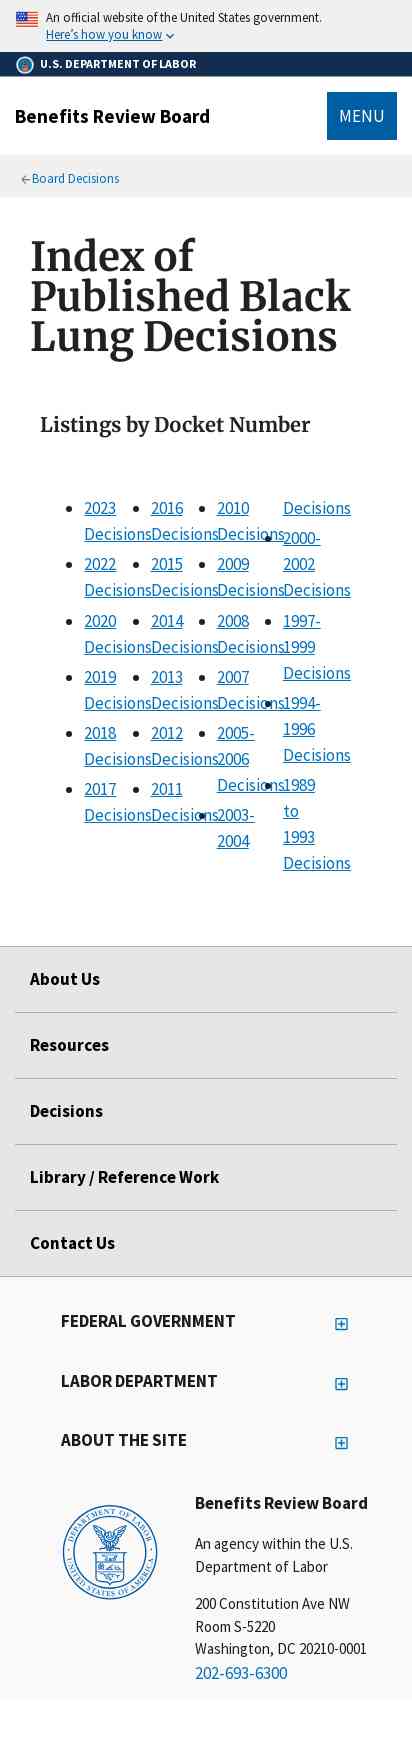 An official website of the United States government.
Here's how you know
U.S. DEPARTMENT OF LABOR
Benefits Review Board
MENU
Board Decisions
Index of
Published Black
Lung Decisions
Listings by Docket Number
2023
Decisions
2022
Decisions
2020
Decisions
2019
Decisions
2018
Decisions
2017
Decisions
2016
Decisions
2015
Decisions
2014
Decisions
2013
Decisions
2012
Decisions
2011
Decisions
2010
Decisions
2009
Decisions
2008
Decisions
2007
Decisions
2005-
2006
Decisions
2003-
2004
Decisions
2000-
2002
Decisions
1997-
1999
Decisions
1994-
1996
Decisions
1989
to
1993
Decisions
About Us
Resources
Decisions
Library / Reference Work
Contact Us
FEDERAL GOVERNMENT
LABOR DEPARTMENT
ABOUT THE SITE
DEPARTMENT OF LABOR
UNITED STATES OF AMERICA
Benefits Review Board
An agency within the U.S.
Department of Labor
200 Constitution Ave NW
Room S-5220
Washington, DC 20210-0001
202-693-6300